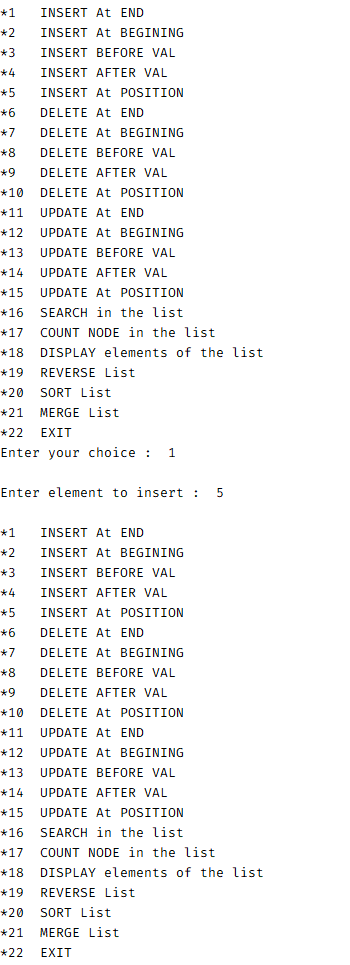 *1   INSERT At END
*2   INSERT At BEGINING
*3   INSERT BEFORE VAL
*4   INSERT AFTER VAL
*5   INSERT At POSITION
*6   DELETE At END
*7   DELETE At BEGINING
*8   DELETE BEFORE VAL
*9   DELETE AFTER VAL
*10  DELETE At POSITION
*11  UPDATE At END
*12  UPDATE At BEGINING
*13  UPDATE BEFORE VAL
*14  UPDATE AFTER VAL
*15  UPDATE At POSITION
*16  SEARCH in the list
*17  COUNT NODE in the list
*18  DISPLAY elements of the list
*19  REVERSE List
*20  SORT List
*21  MERGE List
*22  EXIT
Enter your choice :  1
Enter element to insert :  5
*1   INSERT At END
*2   INSERT At BEGINING
*3   INSERT BEFORE VAL
*4   INSERT AFTER VAL
*5   INSERT At POSITION
*6   DELETE At END
*7   DELETE At BEGINING
*8   DELETE BEFORE VAL
*9   DELETE AFTER VAL
*10  DELETE At POSITION
*11  UPDATE At END
*12  UPDATE At BEGINING
*13  UPDATE BEFORE VAL
*14  UPDATE AFTER VAL
*15  UPDATE At POSITION
*16  SEARCH in the list
*17  COUNT NODE in the list
*18  DISPLAY elements of the list
*19  REVERSE List
*20  SORT List
*21  MERGE List
*22  EXIT